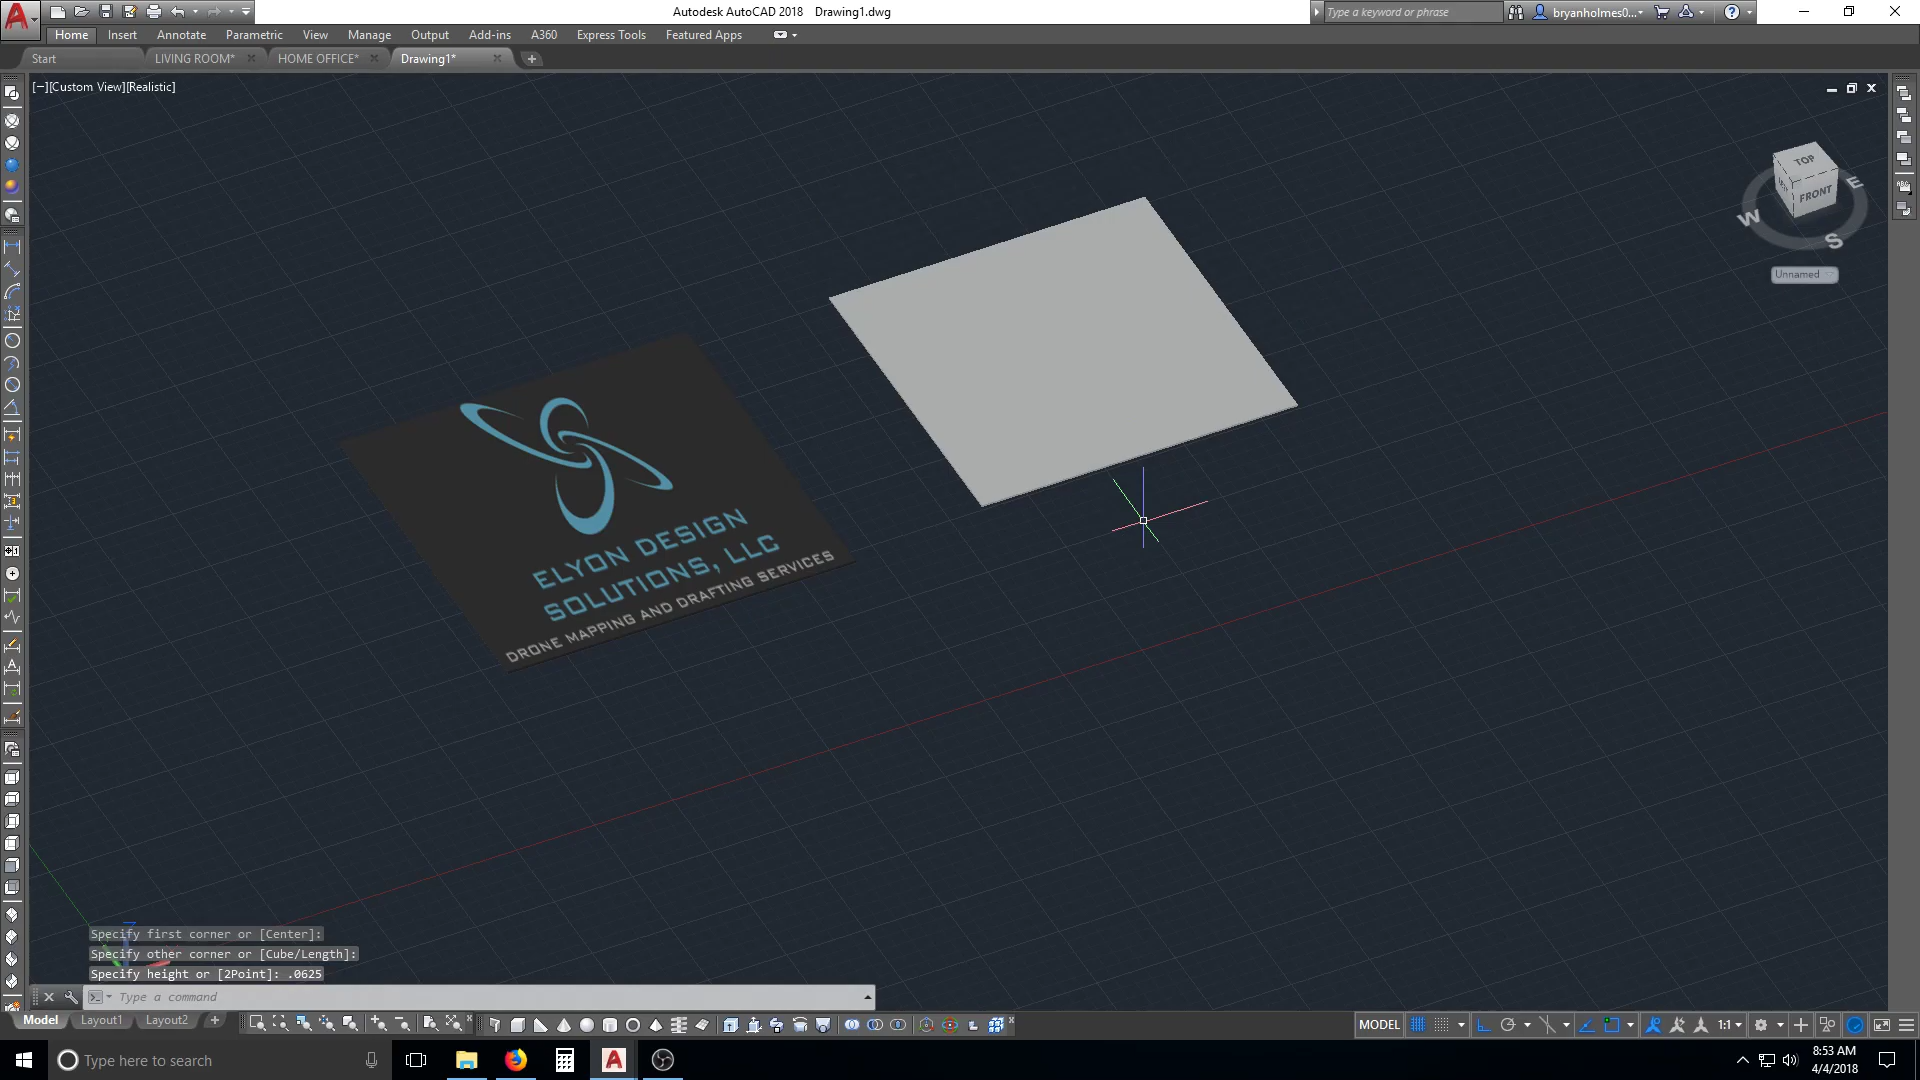 Autodesk AutoCAD 2018 Drawing1.dwg
Type a keyword or phrase
bryanholmes0...
Home Insert Annotate Parametric View Manage Output Add-ins A360 Express Tools Featured Apps
Start LIVING ROOM* HOME OFFICE* Drawing1*
[−][Custom View][Realistic]
TOP
FRONT
W
E
S
Unnamed
ELYON DESIGN
SOLUTIONS, LLC
DRONE MAPPING AND DRAFTING SERVICES
Specify first corner or [Center]:
Specify other corner or [Cube/Length]:
Specify height or [2Point]: .0625
Type a command
Model Layout1 Layout2
MODEL
1:1
Type here to search
8:53 AM
4/4/2018